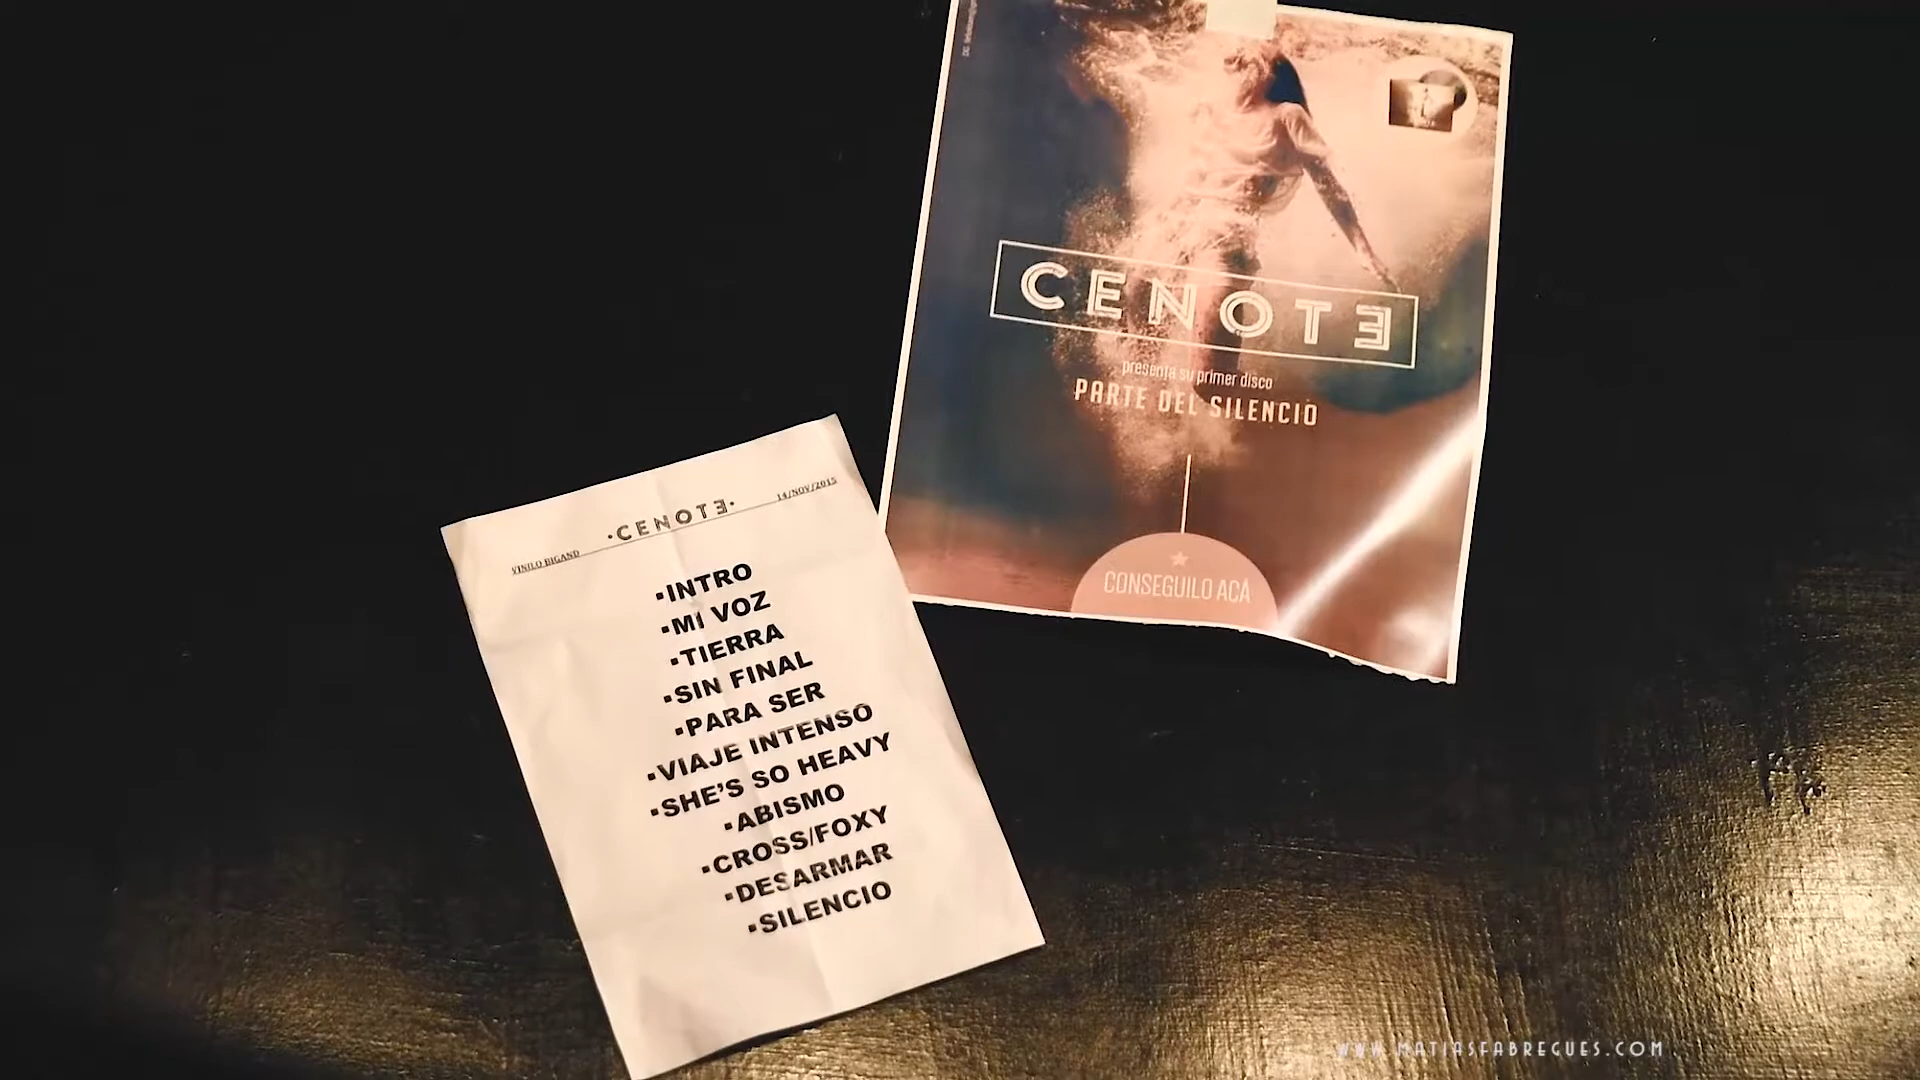 CENOTE
presenta su primer disco
PARTE DEL SILENCIO
CONSEGUILO ACÁ
VINILO BIGAND ·CENOTE· 14/NOV/2015
▪INTRO
▪MI VOZ
▪TIERRA
▪SIN FINAL
▪PARA SER
▪VIAJE INTENSO
▪SHE'S SO HEAVY
▪ABISMO
▪CROSS/FOXY
▪DESARMAR
▪SILENCIO
WWW.MATIASFABREGUES.COM